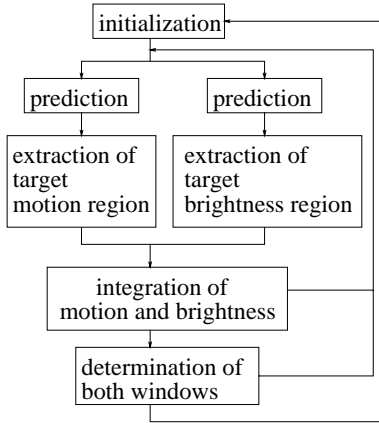 initialization
prediction
prediction
extraction of
target
motion region
extraction of
target
brightness region
integration of
motion and brightness
determination of
both windows